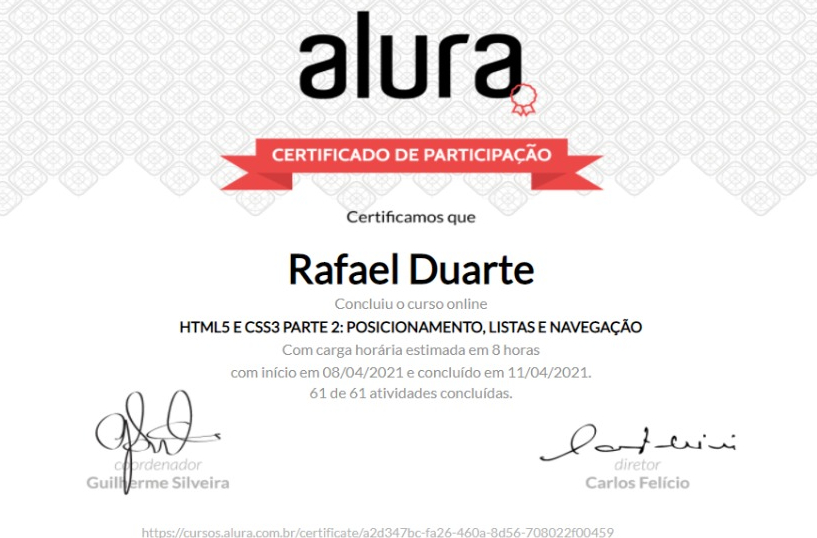 alura
CERTIFICADO DE PARTICIPAÇÃO
Certificamos que
Rafael Duarte
Concluiu o curso online
HTML5 E CSS3 PARTE 2: POSICIONAMENTO, LISTAS E NAVEGAÇÃO
Com carga horária estimada em 8 horas
com início em 08/04/2021 e concluído em 11/04/2021.
61 de 61 atividades concluídas.
coordenador
Guilherme Silveira
diretor
Carlos Felício
https://cursos.alura.com.br/certificate/a2d347bc-fa26-460a-8d56-708022f00459